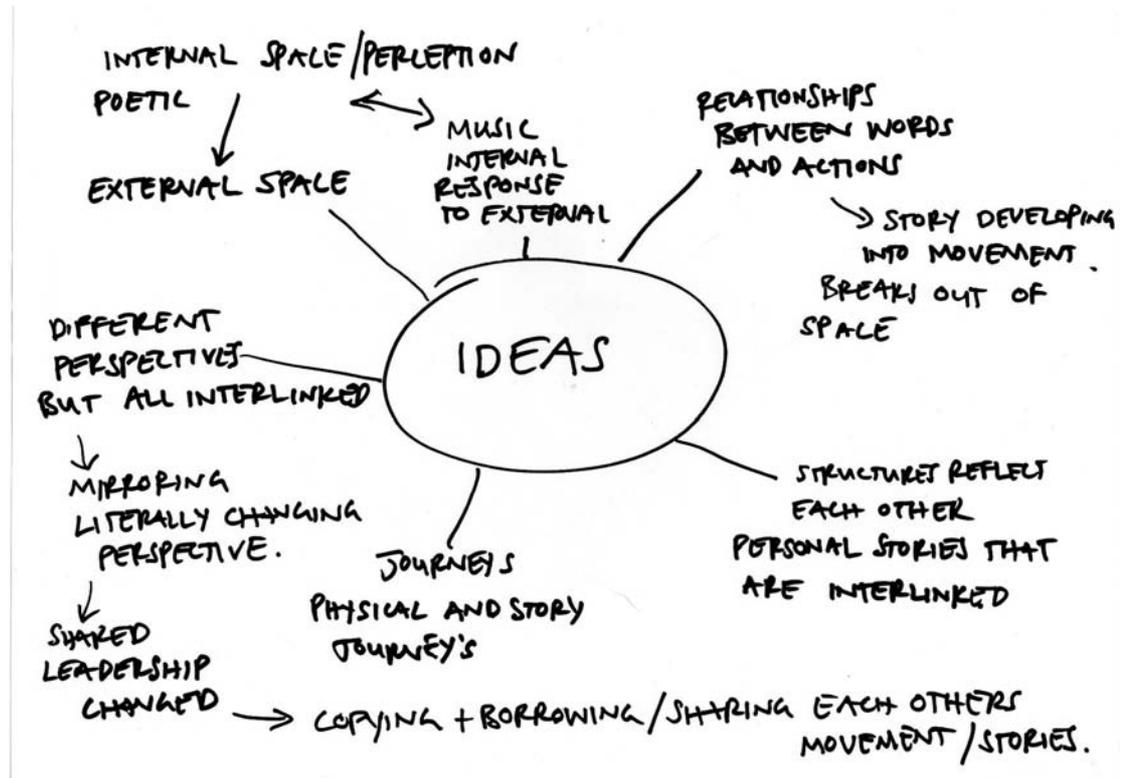 INTERNAL SPACE/PERCEPTION
POETIC
EXTERNAL SPACE
MUSIC
INTERNAL
RESPONSE
TO EXTERNAL
RELATIONSHIPS
BETWEEN WORDS
AND ACTIONS
STORY DEVELOPING
INTO MOVEMENT.
BREAKS OUT OF
SPACE
IDEAS
DIFFERENT
PERSPECTIVES
BUT ALL INTERLINKED
MIRRORING
LITERALLY CHANGING
PERSPECTIVE.
SHARED
LEADERSHIP
CHANGED
COPYING + BORROWING/SHARING EACH OTHERS
MOVEMENT/STORIES.
JOURNEYS
PHYSICAL AND STORY
JOURNEY'S
STRUCTURES REFLECT
EACH OTHER
PERSONAL STORIES THAT
ARE INTERLINKED